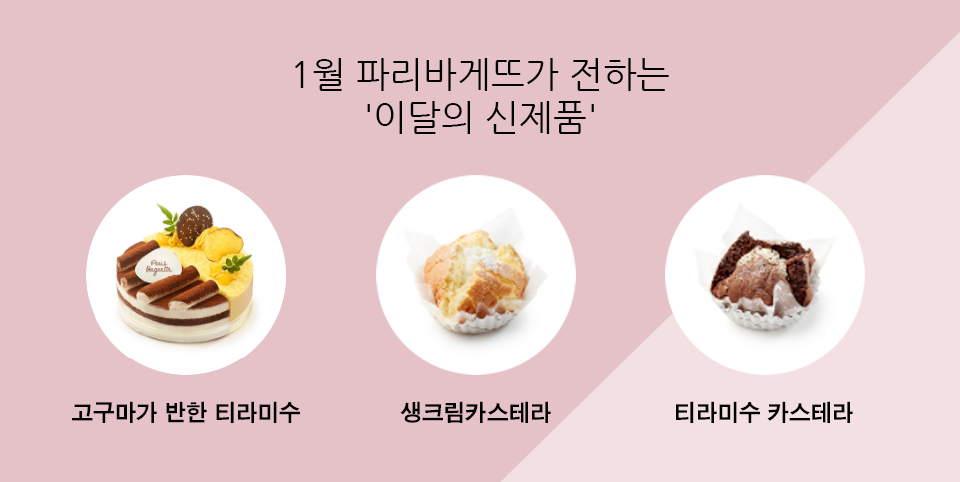 1월 파리바게뜨가 전하는
'이달의 신제품'
Paris
Baguette
고구마가 반한 티라미수
생크림카스테라
티라미수 카스테라